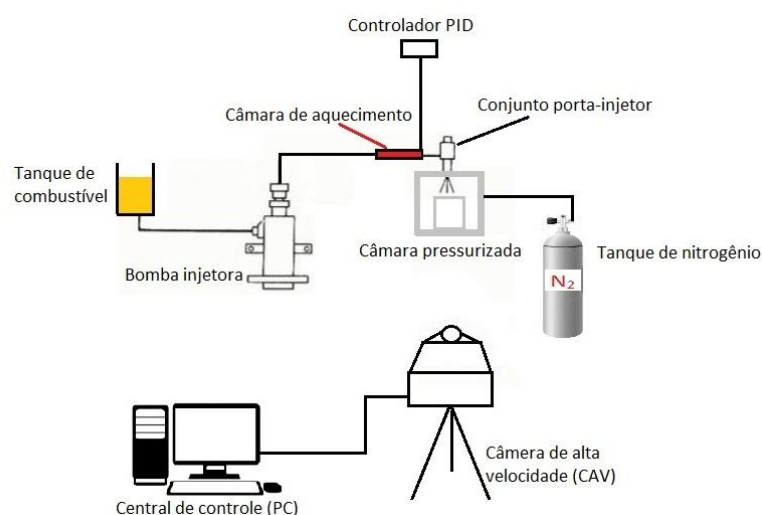 Controlador PID
Câmara de aquecimento
Conjunto porta-injetor
Tanque de
combustível
Bomba injetora
Câmara pressurizada
Tanque de nitrogênio
N₂
Câmera de alta
velocidade (CAV)
Central de controle (PC)